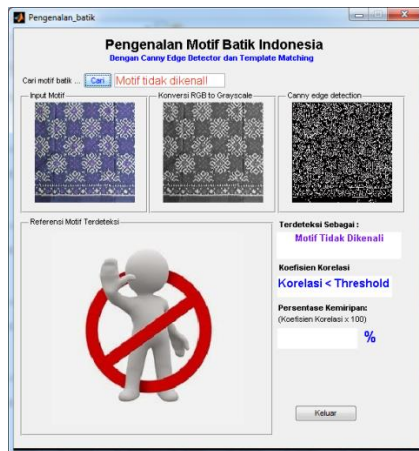 Pengenalan_batik
Pengenalan Motif Batik Indonesia
Dengan Canny Edge Detector dan Template Matching
Cari motif batik ... Cari Motif tidak dikenal!
Input Motif
Konversi RGB to Grayscale
Canny edge detection
Referensi Motif Terdeteksi
Terdeteksi Sebagai :
Motif Tidak Dikenali
Koefisien Korelasi
Korelasi < Threshold
Persentase Kemiripan:
(Koefisien Korelasi x 100)
%
Keluar